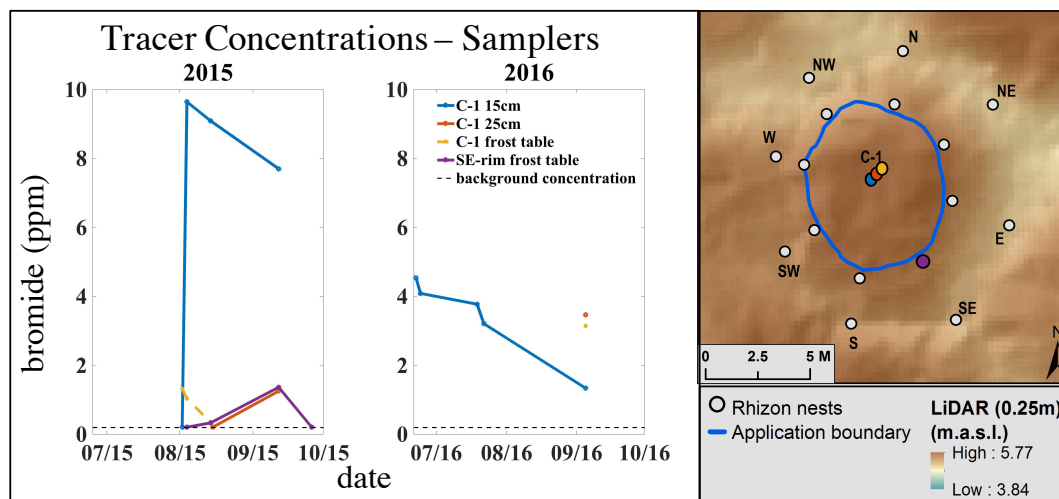 Tracer Concentrations – Samplers
2015
2016
bromide (ppm)
10
8
6
4
2
0
07/15
08/15
09/15
10/15
10
8
6
4
2
0
07/16
08/16
09/16
10/16
C-1 15cm
C-1 25cm
C-1 frost table
SE-rim frost table
background concentration
date
N
NW
NE
W
C-1
E
SW
SE
S
N
0 2.5 5 M
Rhizon nests
Application boundary
LiDAR (0.25m)
(m.a.s.l.)
High : 5.77
Low : 3.84